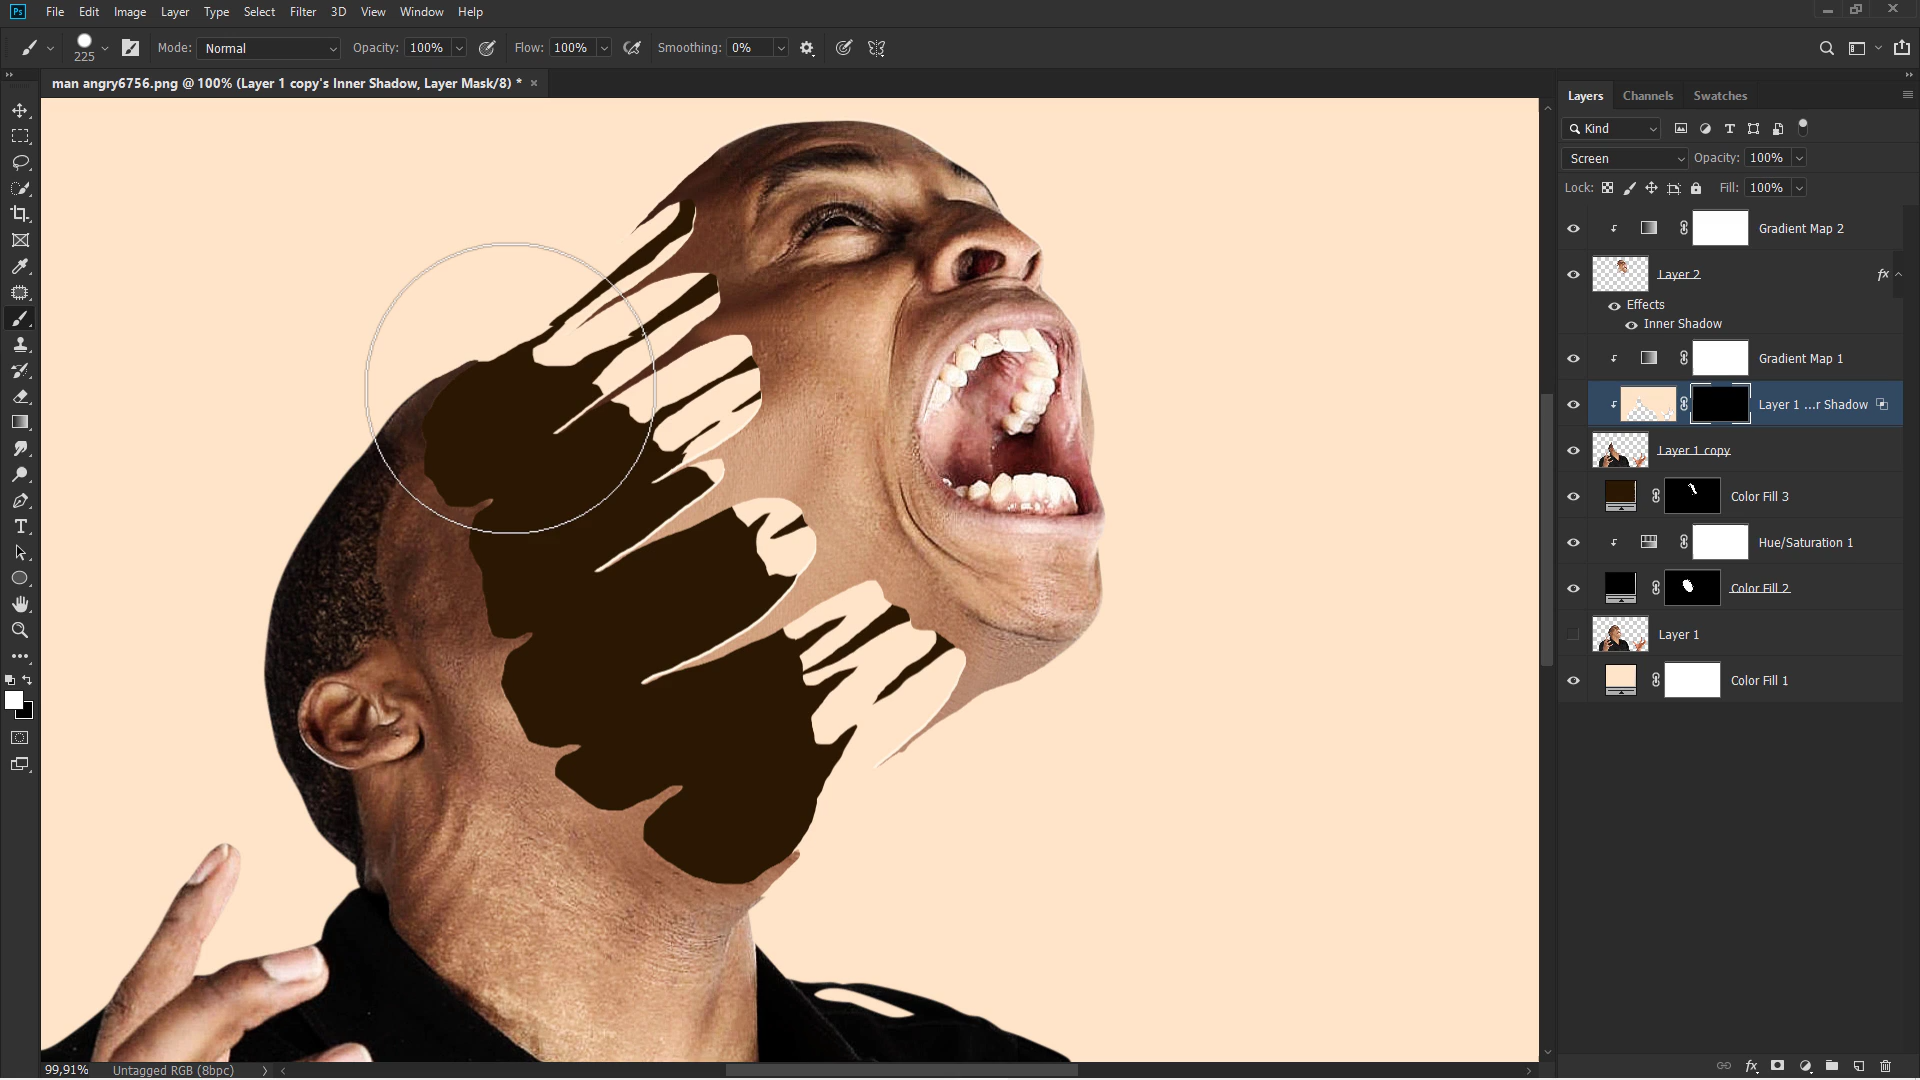 Ps File Edit Image Layer Type Select Filter 3D View Window Help
225 Mode: Normal Opacity: 100% Flow: 100% Smoothing: 0%
man angry6756.png @ 100% (Layer 1 copy's Inner Shadow, Layer Mask/8) *
Layers Channels Swatches
Kind
Screen Opacity: 100%
Lock: Fill: 100%
Gradient Map 2
Layer 2 fx
Effects
Inner Shadow
Gradient Map 1
Layer 1 ...r Shadow
Layer 1 copy
Color Fill 3
Hue/Saturation 1
Color Fill 2
Layer 1
Color Fill 1
99,91% Untagged RGB (8bpc)
fx